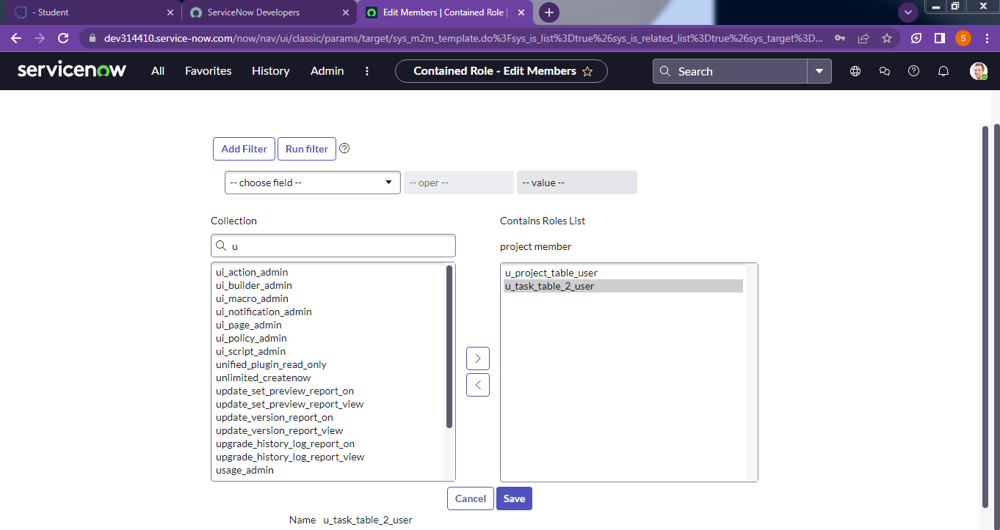 - Student
ServiceNow Developers
Edit Members | Contained Role |
dev314410.service-now.com/now/nav/ui/classic/params/target/sys_m2m_template.do%3Fsys_is_list%3Dtrue%26sys_is_related_list%3Dtrue%26sys_target%3D...
S
servicenow All Favorites History Admin Contained Role - Edit Members Search
Add Filter Run filter
-- choose field -- -- oper -- -- value --
Collection
u
ui_action_admin
ui_builder_admin
ui_macro_admin
ui_notification_admin
ui_page_admin
ui_policy_admin
ui_script_admin
unified_plugin_read_only
unlimited_createnow
update_set_preview_report_on
update_set_preview_report_view
update_version_report_on
update_version_report_view
upgrade_history_log_report_on
upgrade_history_log_report_view
usage_admin
Contains Roles List
project member
u_project_table_user
u_task_table_2_user
Cancel Save
Name u_task_table_2_user